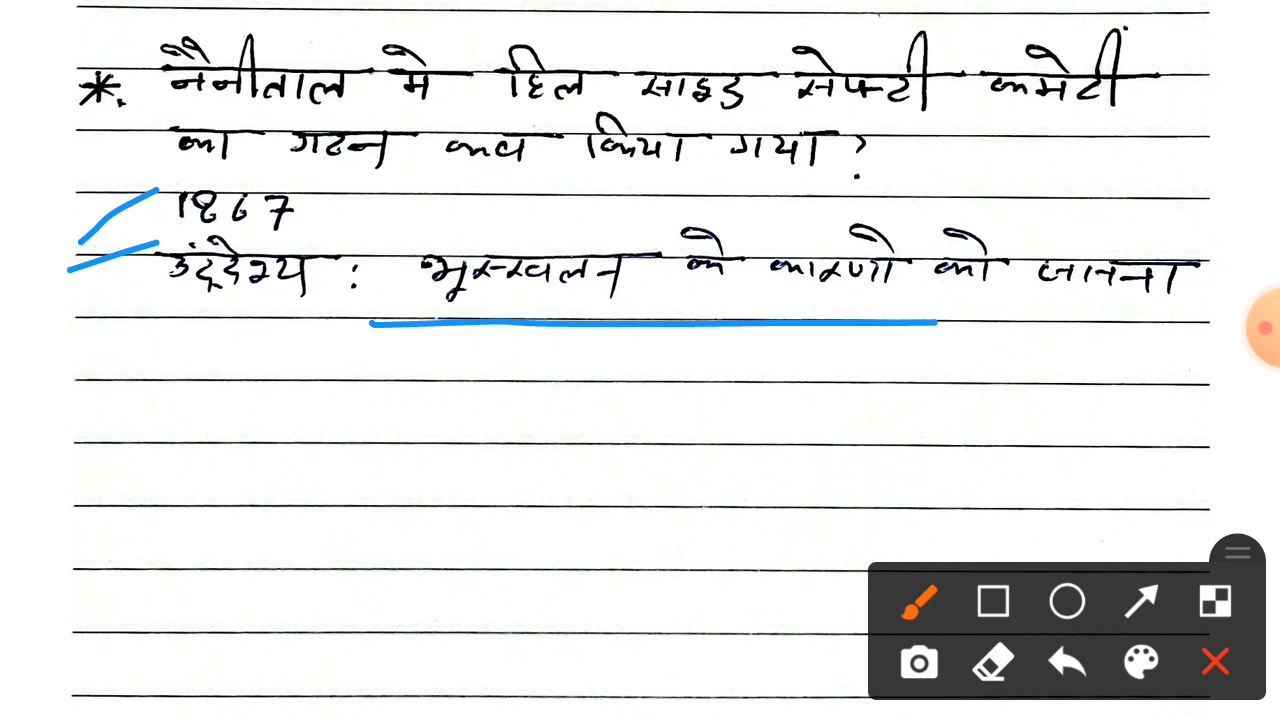 *. नैनीताल मे हिल साइड सेफ्टी कमेटी
का गठन कब किया गया ?
1867
उद्देश्य : भूस्खलन के कारणो को जानना